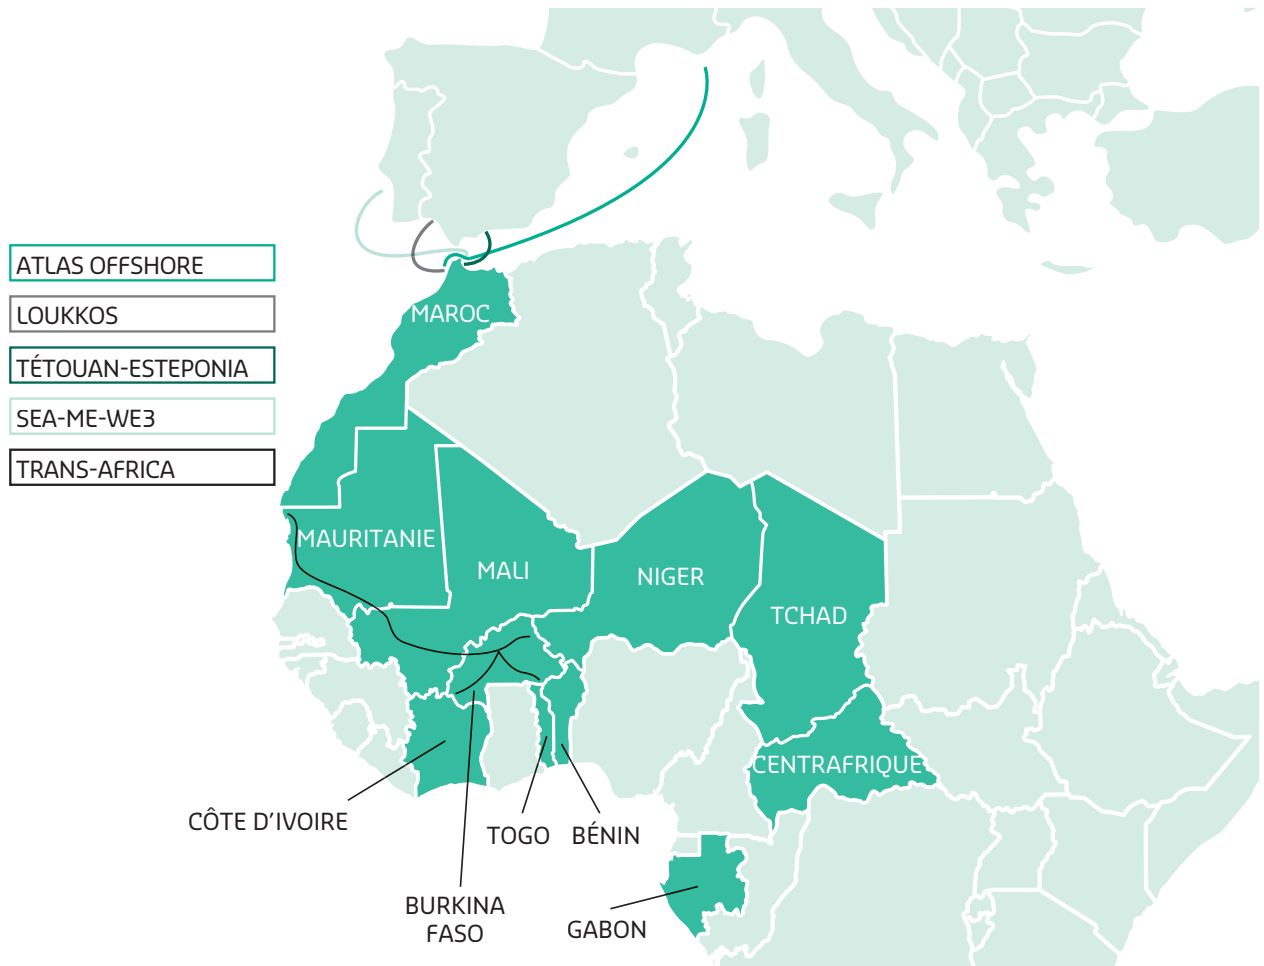 ATLAS OFFSHORE
LOUKKOS
TÉTOUAN-ESTEPONIA
SEA-ME-WE3
TRANS-AFRICA
MAROC
MAURITANIE
MALI
NIGER
TCHAD
CENTRAFRIQUE
CÔTE D’IVOIRE
TOGO
BÉNIN
BURKINA
FASO
GABON